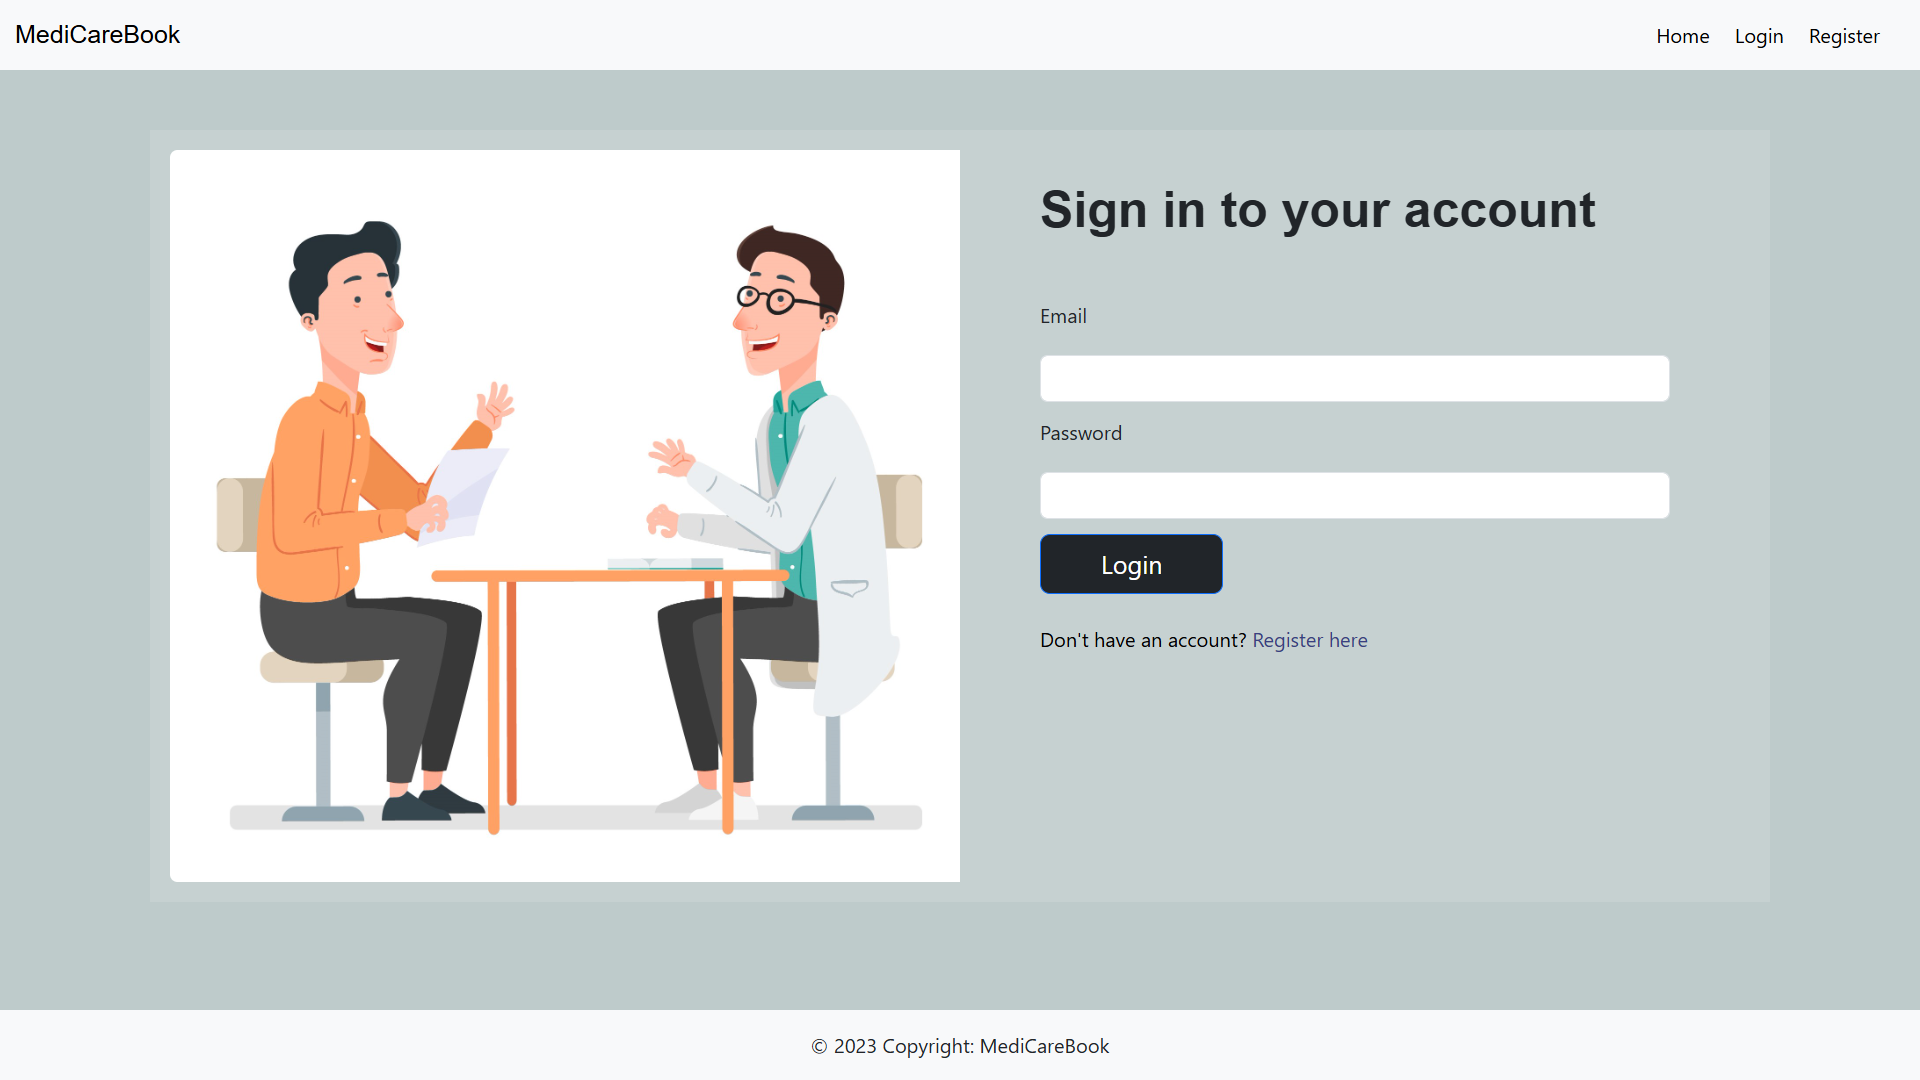 MediCareBook
Home Login Register
Sign in to your account
Email
Password
Login
Don't have an account? Register here
© 2023 Copyright: MediCareBook